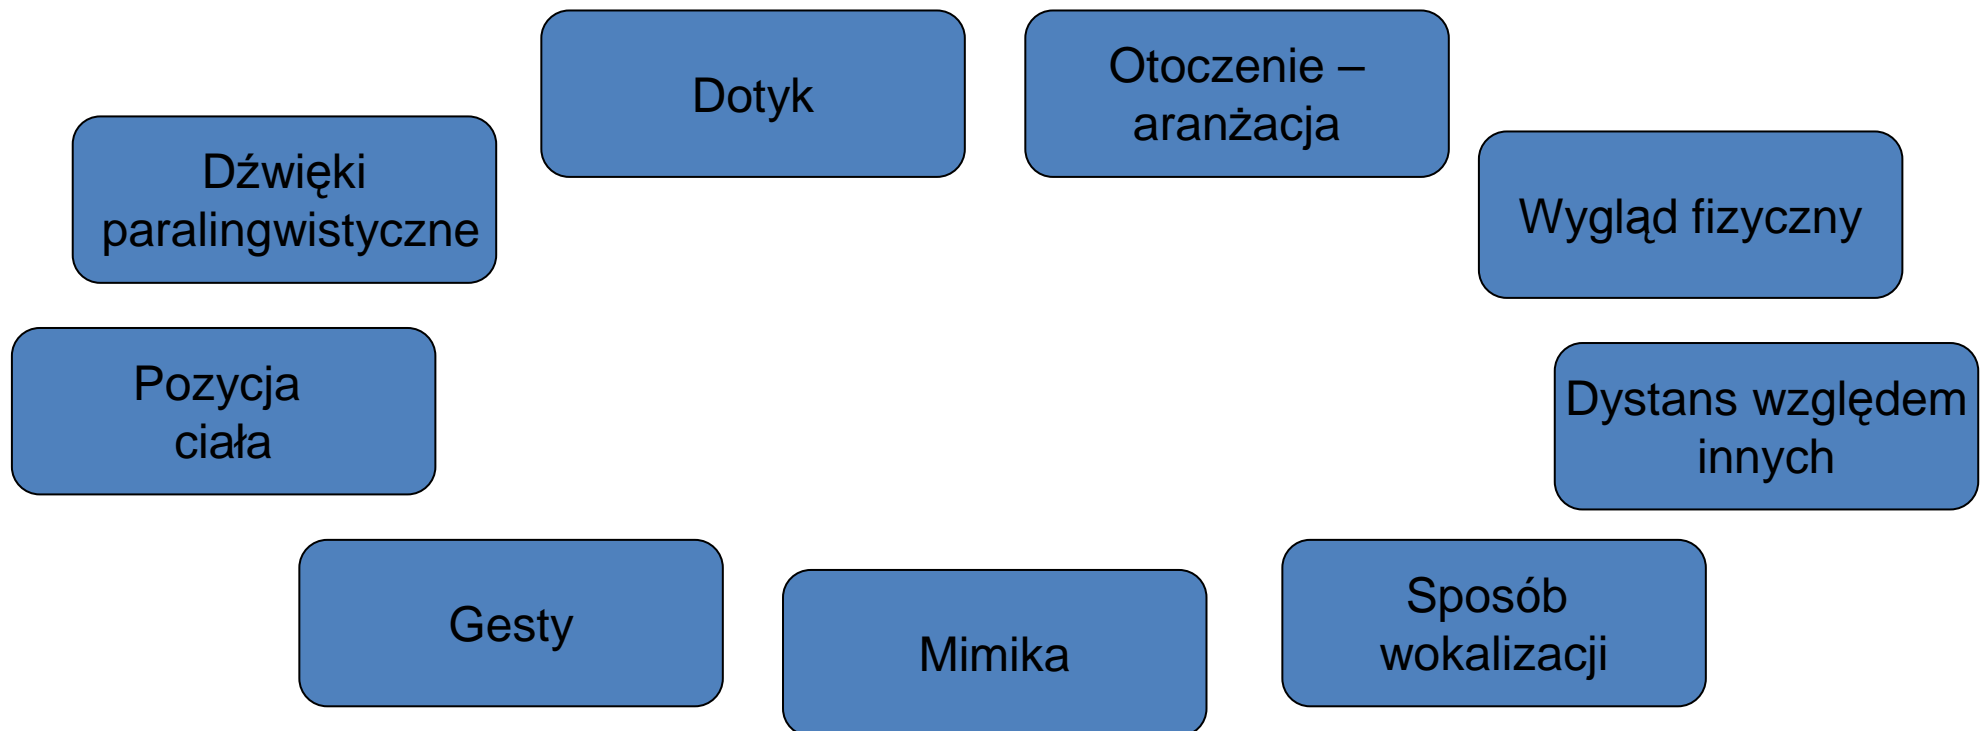 Dotyk
Otoczenie –
aranżacja
Dźwięki
paralingwistyczne
Wygląd fizyczny
Pozycja
ciała
Dystans względem
innych
Gesty
Mimika
Sposób
wokalizacji